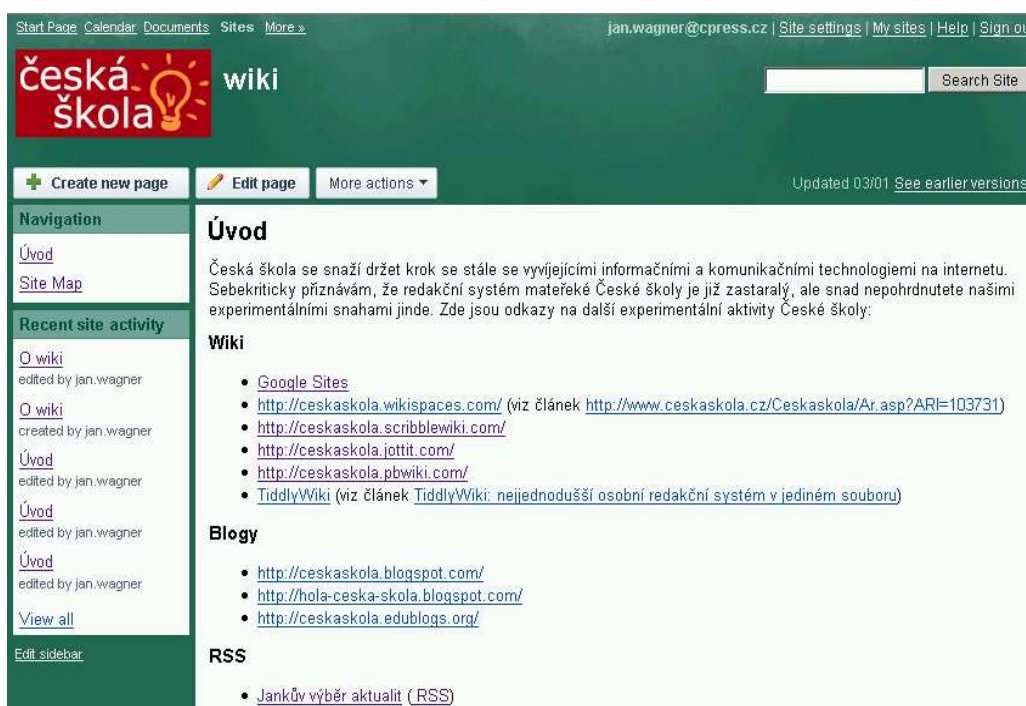 Start Page Calendar Documents Sites More »
jan.wagner@cpress.cz | Site settings | My sites | Help | Sign ou
česká škola
wiki
Search Site
Create new page
Edit page
More actions
Updated 03/01 See earlier versions
Navigation
Úvod
Site Map
Recent site activity
O wiki
edited by jan.wagner
O wiki
created by jan.wagner
Úvod
edited by jan.wagner
Úvod
edited by jan.wagner
Úvod
edited by jan.wagner
View all
Edit sidebar
Úvod
Česká škola se snaží držet krok se stále se vyvíjejícími informačními a komunikačními technologiemi na internetu.
Sebekriticky přiznávám, že redakční systém mateřeké České školy je již zastaralý, ale snad nepohrdnutete našimi
experimentálními snahami jinde. Zde jsou odkazy na další experimentální aktivity České školy:
Wiki
• Google Sites
• http://ceskaskola.wikispaces.com/ (viz článek http://www.ceskaskola.cz/Ceskaskola/Ar.asp?ARI=103731)
• http://ceskaskola.scribblewiki.com/
• http://ceskaskola.jottit.com/
• http://ceskaskola.pbwiki.com/
• TiddlyWiki (viz článek TiddlyWiki: nejjednodušší osobní redakční systém v jediném souboru)
Blogy
• http://ceskaskola.blogspot.com/
• http://hola-ceska-skola.blogspot.com/
• http://ceskaskola.edublogs.org/
RSS
• Jankův výběr aktualit ( RSS)